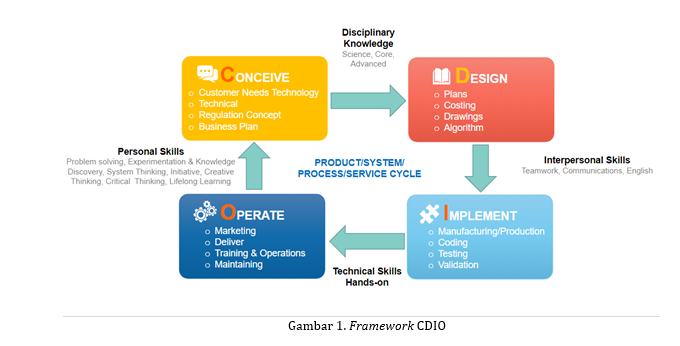 Disciplinary
Knowledge
Science, Core,
Advanced
CONCEIVE
o Customer Needs Technology
o Technical
o Regulation Concept
o Business Plan
DESIGN
o Plans
o Costing
o Drawings
o Algorithm
Personal Skills
Problem solving, Experimentation & Knowledge
Discovery, System Thinking, Initiative, Creative
Thinking, Critical Thinking, Lifelong Learning
PRODUCT/SYSTEM/
PROCESS/SERVICE CYCLE
Interpersonal Skills
Teamwork, Communications, English
OPERATE
o Marketing
o Deliver
o Training & Operations
o Maintaining
IMPLEMENT
o Manufacturing/Production
o Coding
o Testing
o Validation
Technical Skills
Hands-on
Gambar 1. Framework CDIO